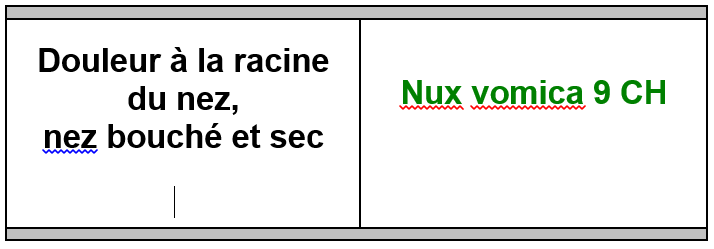 Douleur à la racine
du nez,
nez bouché et sec
Nux vomica 9 CH